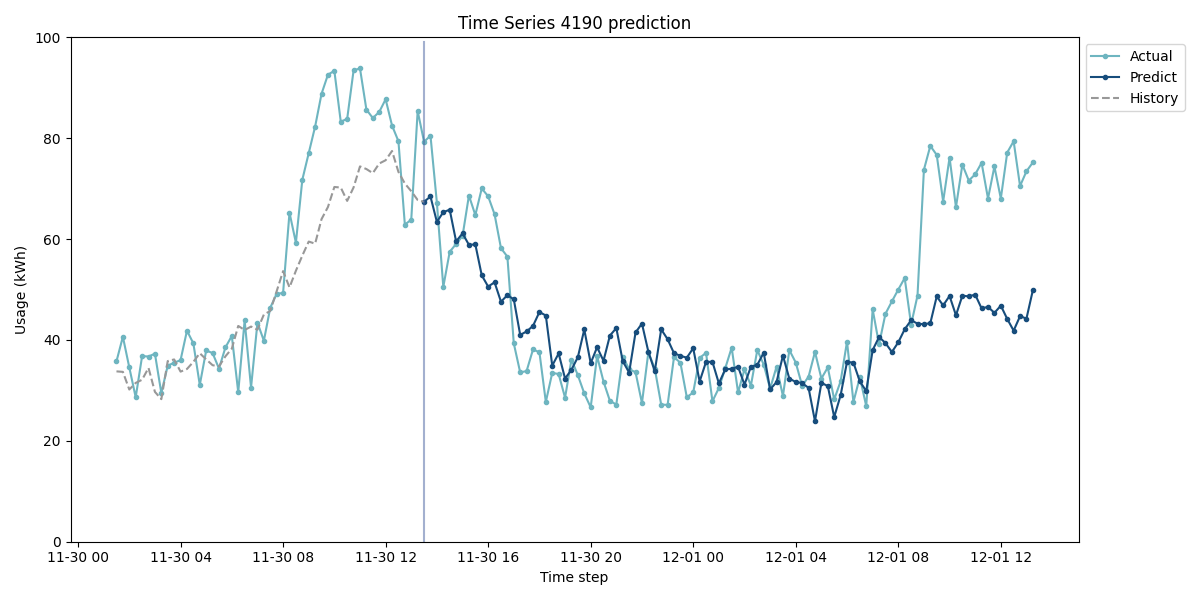 Time Series 4190 prediction
Actual
Predict
History
Usage (kWh)
100
80
60
40
20
0
11-30 00
11-30 04
11-30 08
11-30 12
11-30 16
11-30 20
12-01 00
12-01 04
12-01 08
12-01 12
Time step